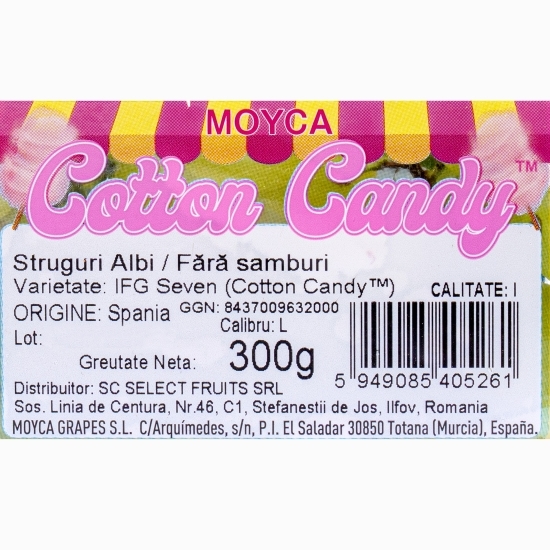 MOYCA
Cotton Candy™
Struguri Albi / Fără samburi
Varietate: IFG Seven (Cotton Candy™)
CALITATE: I
ORIGINE: Spania
GGN: 8437009632000
Calibru: L
Lot:
Greutate Neta: 300g
5 949085 405261
Distribuitor: SC SELECT FRUITS SRL
Sos. Linia de Centura, Nr.46, C1, Stefanestii de Jos, Ilfov, Romania
MOYCA GRAPES S.L. C/Arquímedes, s/n, P.I. El Saladar 30850 Totana (Murcia), España.